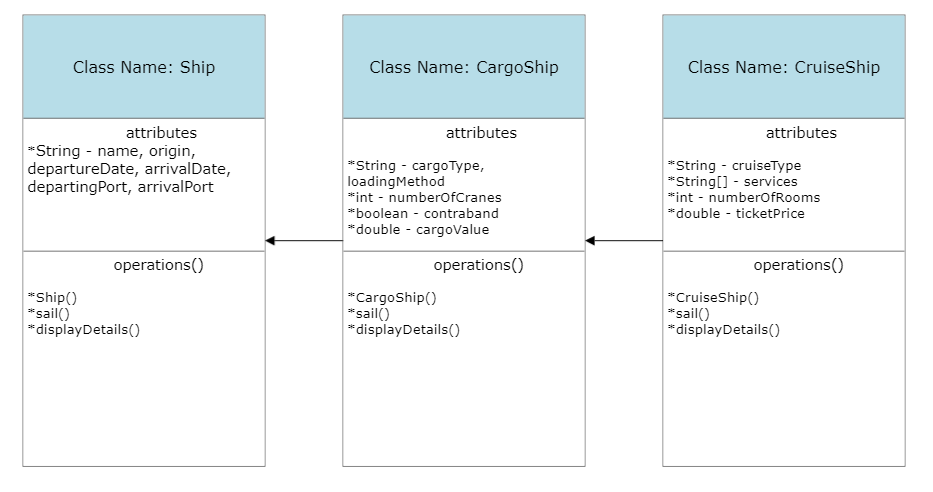 Class Name: Ship
attributes
*String - name, origin,
departureDate, arrivalDate,
departingPort, arrivalPort
operations()
*Ship()
*sail()
*displayDetails()
Class Name: CargoShip
attributes
*String - cargoType,
loadingMethod
*int - numberOfCranes
*boolean - contraband
*double - cargoValue
operations()
*CargoShip()
*sail()
*displayDetails()
Class Name: CruiseShip
attributes
*String - cruiseType
*String[] - services
*int - numberOfRooms
*double - ticketPrice
operations()
*CruiseShip()
*sail()
*displayDetails()